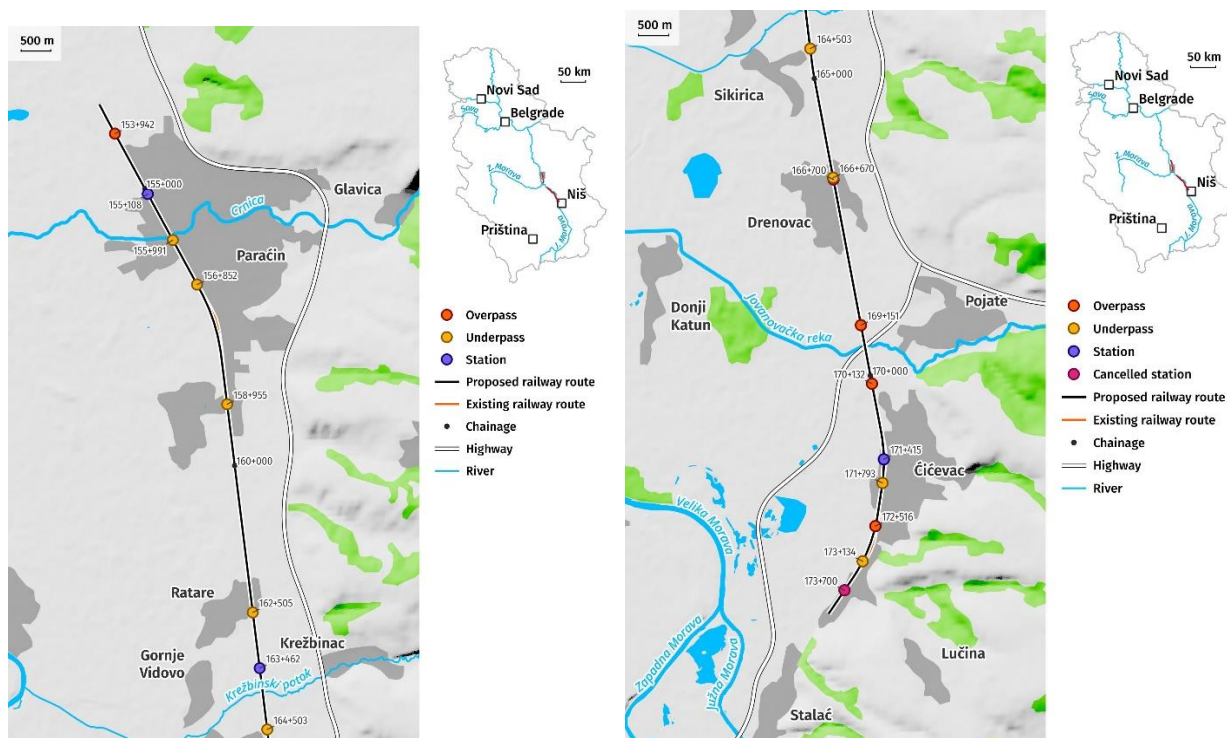 500 m
153+942
155+000
155+108
Crnica
Glavica
155+991
Paraćin
156+852
158+955
160+000
Ratare
162+505
Krežbinac
Gornje
Vidovo
163+462
Krežbinski potok
164+503
50 km
Novi Sad
Sava
Belgrade
Z. Morava
Niš
J. Morava
Priština
Overpass
Underpass
Station
Proposed railway route
Existing railway route
Chainage
Highway
River
500 m
164+503
165+000
Sikirica
166+700
166+670
Drenovac
Donji
Katun
Pojate
Jovanovačka reka
169+151
170+132
170+000
171+415
Ćićevac
171+793
Velika Morava
172+516
173+134
173+700
Zapadna Morava
Južna Morava
Lučina
Stalać
50 km
Novi Sad
Sava
Belgrade
Z. Morava
Niš
J. Morava
Priština
Overpass
Underpass
Station
Cancelled station
Proposed railway route
Existing railway route
Chainage
Highway
River